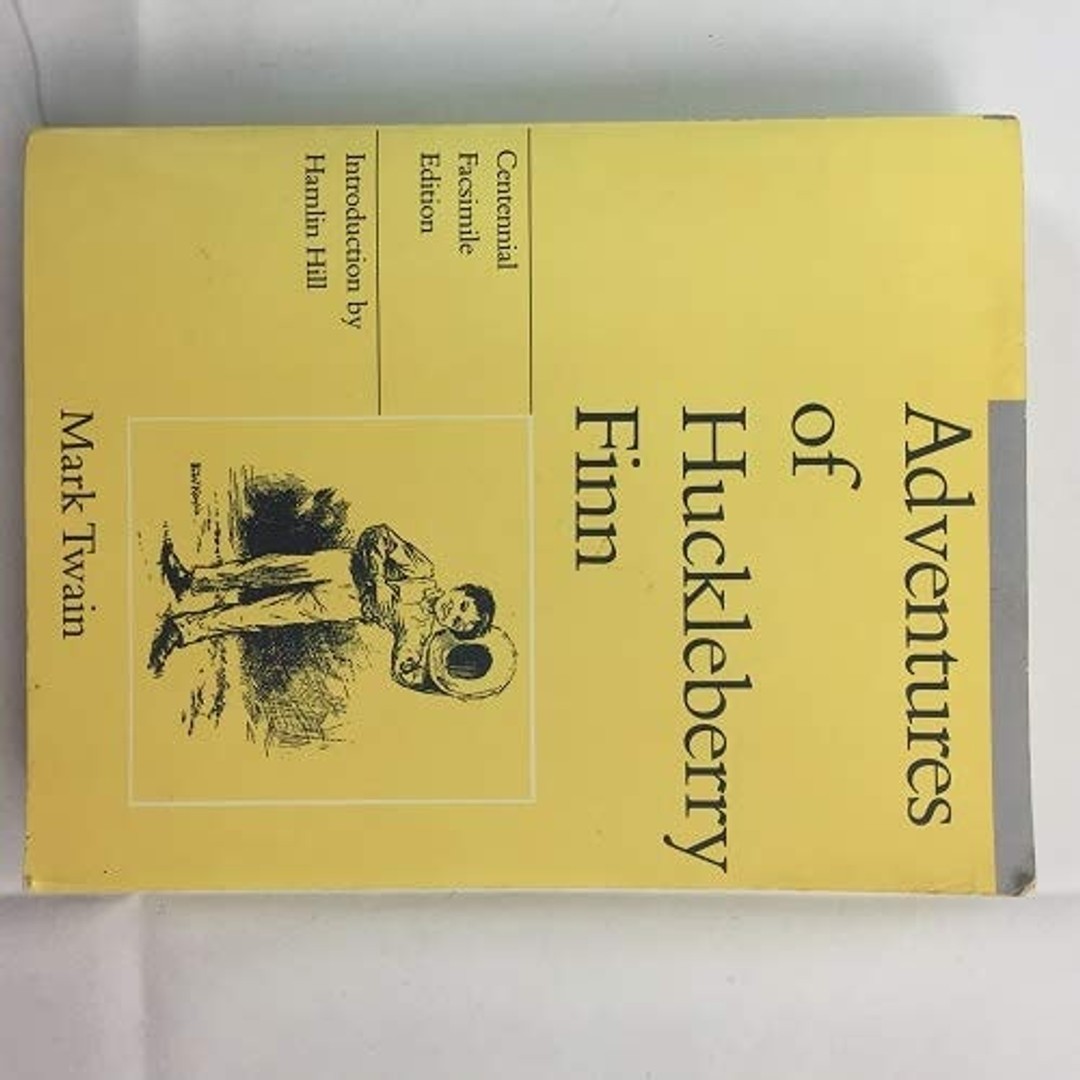 Adventures
of
Huckleberry
Finn
Centennial
Facsimile
Edition
Introduction by
Hamlin Hill
Mark Twain